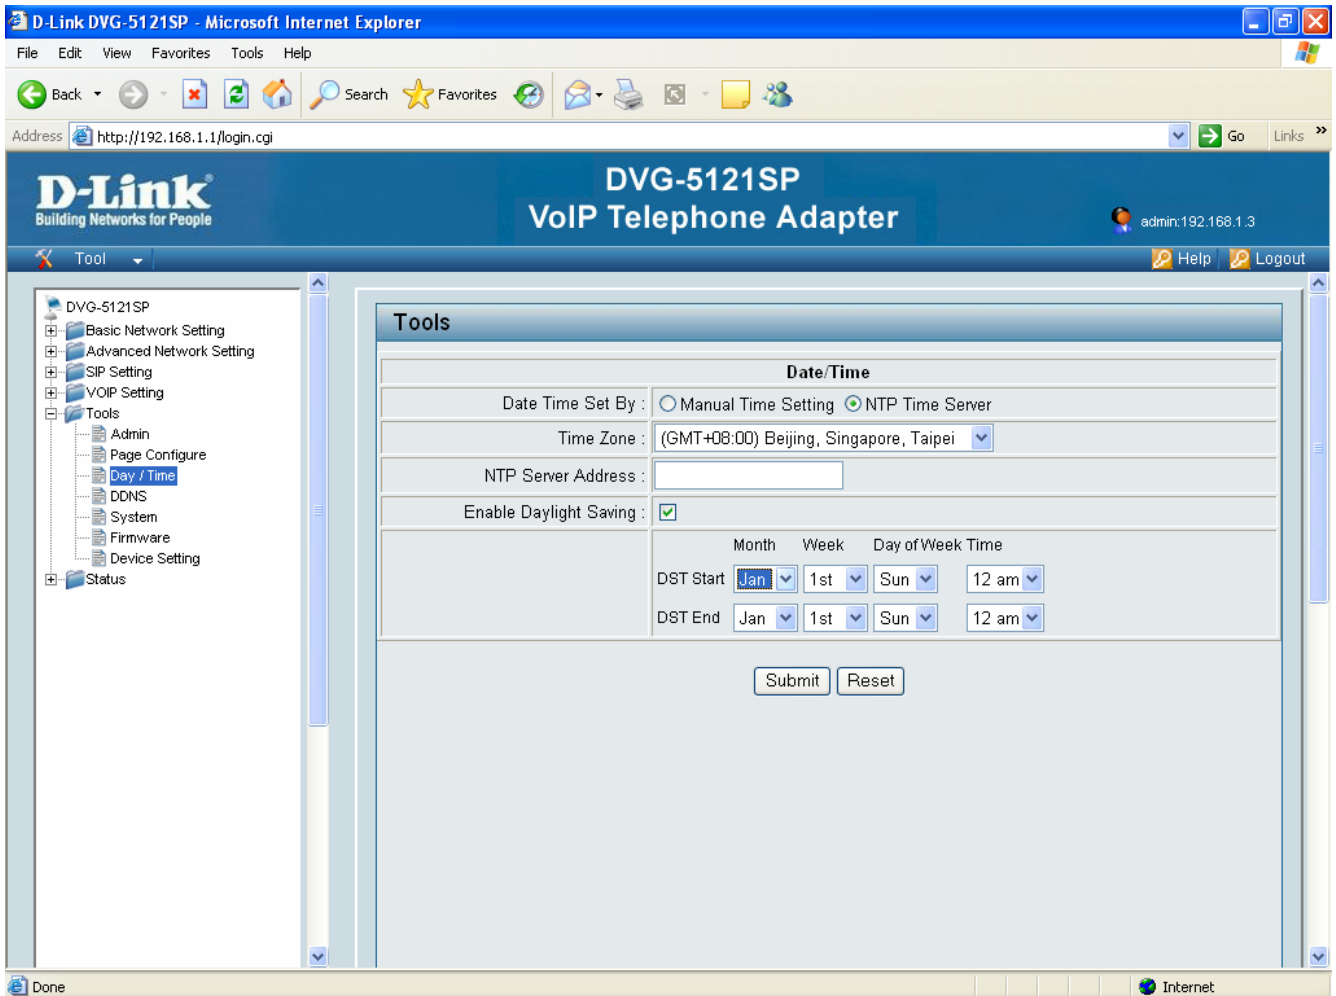 D-Link DVG-5121SP - Microsoft Internet Explorer
File Edit View Favorites Tools Help
Back Search Favorites
Address http://192.168.1.1/login.cgi Go Links »
D-Link®
Building Networks for People
DVG-5121SP
VoIP Telephone Adapter
admin:192.168.1.3
Tool Help Logout
DVG-5121SP
Basic Network Setting
Advanced Network Setting
SIP Setting
VOIP Setting
Tools
Admin
Page Configure
Day / Time
DDNS
System
Firmware
Device Setting
Status
Tools
Date/Time
Date Time Set By : Manual Time Setting NTP Time Server
Time Zone : (GMT+08:00) Beijing, Singapore, Taipei
NTP Server Address :
Enable Daylight Saving :
Month Week Day of Week Time
DST Start Jan 1st Sun 12 am
DST End Jan 1st Sun 12 am
Submit Reset
Done Internet